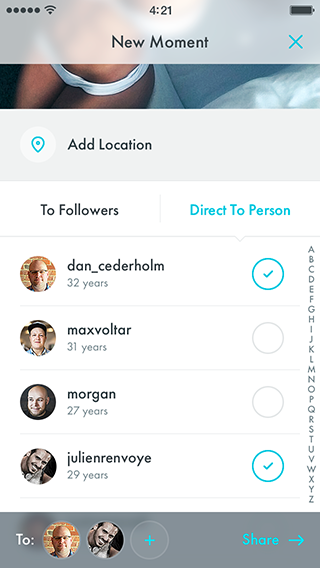 4:21
New Moment
Add Location
To Followers
Direct To Person
dan_cederholm
32 years
maxvoltar
31 years
morgan
27 years
julienrenvoye
29 years
A
B
C
D
E
F
G
H
I
J
K
L
M
N
O
P
Q
R
S
T
U
V
W
X
Y
Z
To:
Share